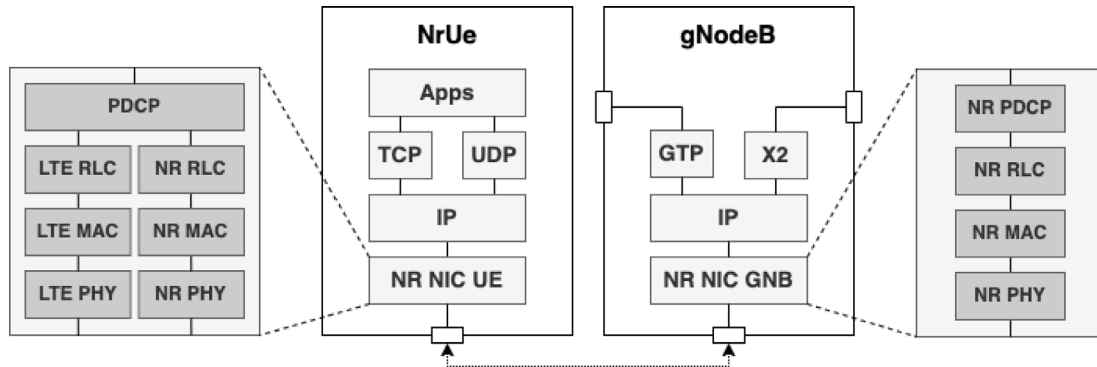 NrUe
gNodeB
PDCP
LTE RLC
NR RLC
LTE MAC
NR MAC
LTE PHY
NR PHY
Apps
TCP
UDP
IP
NR NIC UE
GTP
X2
IP
NR NIC GNB
NR PDCP
NR RLC
NR MAC
NR PHY